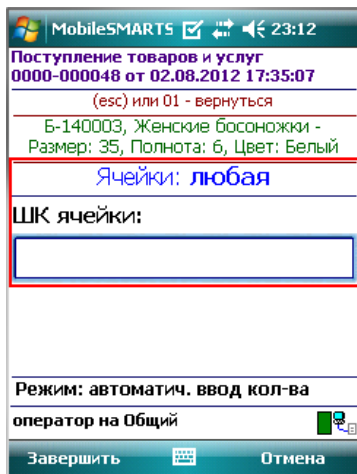 MobileSMARTS 23:12
Поступление товаров и услуг
0000-000048 от 02.08.2012 17:35:07
(esc) или 01 - вернуться
Б-140003, Женские босоножки -
Размер: 35, Полнота: 6, Цвет: Белый
Ячейки: любая
ШК ячейки:
Режим: автоматич. ввод кол-ва
оператор на Общий
Завершить Отмена